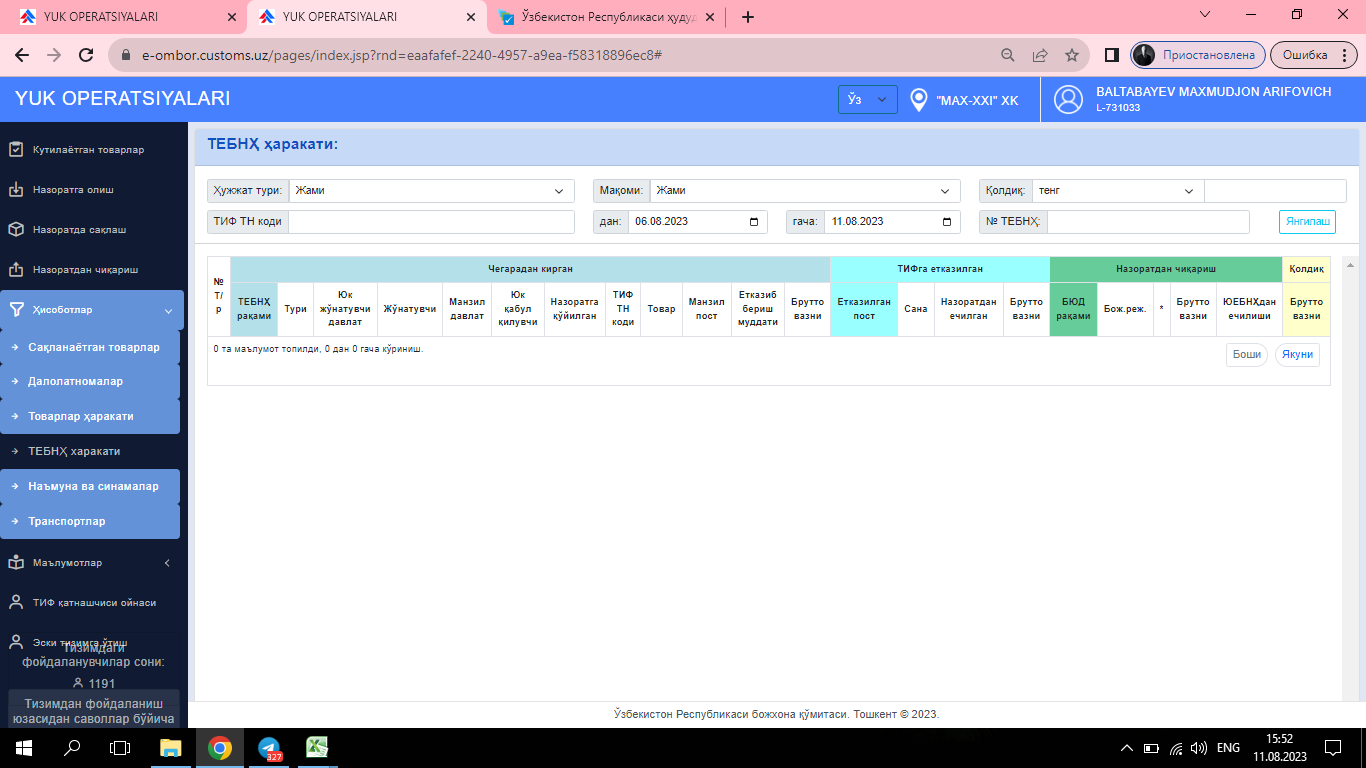 YUK OPERATSIYALARI
YUK OPERATSIYALARI
Ўзбекистон Республикаси ҳудуд
e-ombor.customs.uz/pages/index.jsp?rnd=eaafafef-2240-4957-a9ea-f58318896ec8#
Приостановлена
Ошибка
YUK OPERATSIYALARI
Ўз
"MAX-XXI" XK
BALTABAYEV MAXMUDJON ARIFOVICH
L-731033
Кутилаётган товарлар
Назоратга олиш
Назоратда сақлаш
Назоратдан чиқариш
Ҳисоботлар
Сақланаётган товарлар
Далолатномалар
Товарлар ҳаракати
ТЕБНҲ харакати
Наъмуна ва синамалар
Транспортлар
Маълумотлар
ТИФ қатнашчиси ойнаси
Эски тизимга ўтиш
Тизимдаги
фойдаланувчилар сони:
1191
Тизимдан фойдаланиш
юзасидан саволлар бўйича
ТЕБНҲ ҳаракати:
Ҳужжат тури: Жами
Мақоми: Жами
Қолдиқ: тенг
ТИФ ТН коди
дан: 06.08.2023
гача: 11.08.2023
№ ТЕБНҲ:
Янгилаш
№ Т/р
Чегарадан кирган
ТИФга етказилган
Назоратдан чиқариш
Қолдиқ
ТЕБНҲ рақами
Тури
Юк жўнатувчи давлат
Жўнатувчи
Манзил давлат
Юк қабул қилувчи
Назоратга қўйилган
ТИФ ТН коди
Товар
Манзил пост
Етказиб бериш муддати
Брутто вазни
Етказилган пост
Сана
Назоратдан ечилган
Брутто вазни
БЮД рақами
Бож.реж.
*
Брутто вазни
ЮЕБНҲдан ечилиши
Брутто вазни
0 та маълумот топилди, 0 дан 0 гача кўриниш.
Боши
Якуни
Ўзбекистон Республикаси божхона қўмитаси. Тошкент © 2023.
327
ENG
15:52
11.08.2023